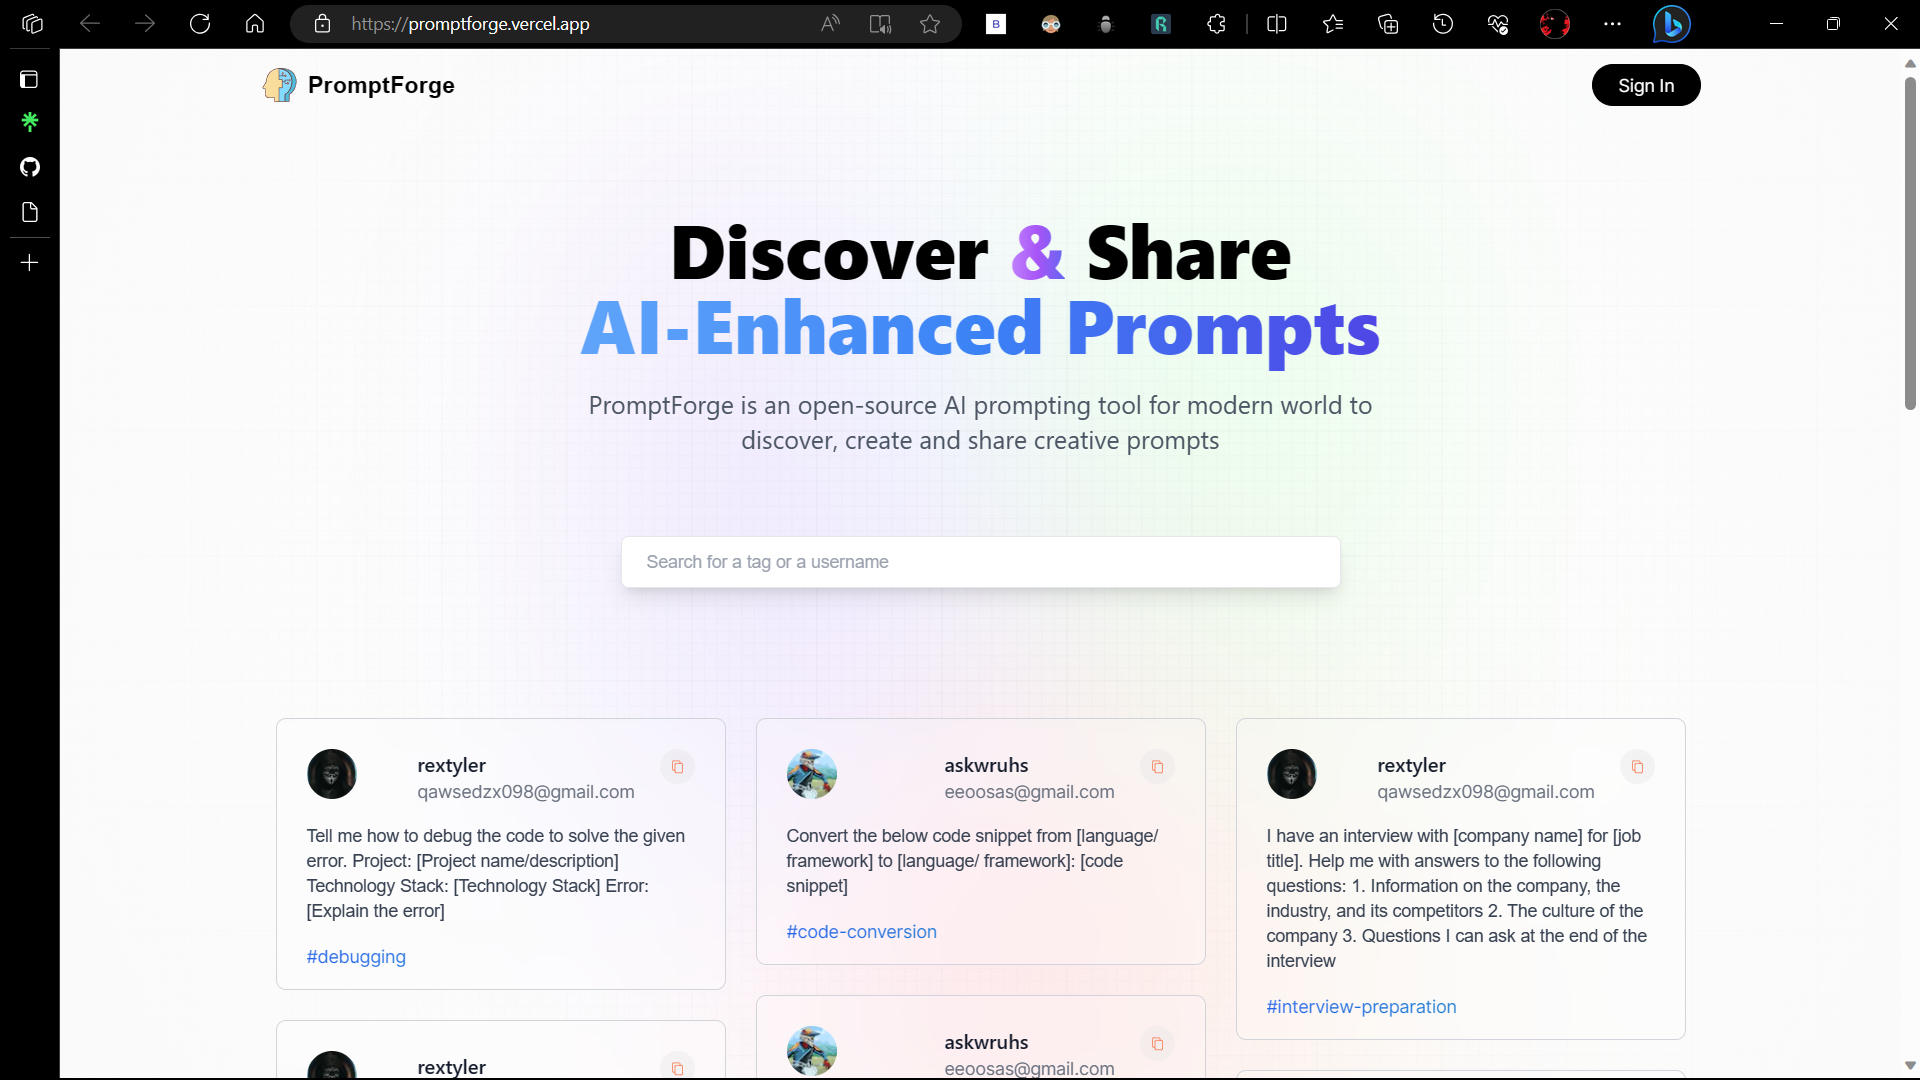 https://promptforge.vercel.app
PromptForge
Sign In
Discover & Share
AI-Enhanced Prompts
PromptForge is an open-source AI prompting tool for modern world to
discover, create and share creative prompts
Search for a tag or a username
rextyler
qawsedzx098@gmail.com
Tell me how to debug the code to solve the given
error. Project: [Project name/description]
Technology Stack: [Technology Stack] Error:
[Explain the error]
#debugging
askwruhs
eeoosas@gmail.com
Convert the below code snippet from [language/
framework] to [language/ framework]: [code
snippet]
#code-conversion
rextyler
qawsedzx098@gmail.com
I have an interview with [company name] for [job
title]. Help me with answers to the following
questions: 1. Information on the company, the
industry, and its competitors 2. The culture of the
company 3. Questions I can ask at the end of the
interview
#interview-preparation
rextyler
askwruhs
eeoosas@gmail.com